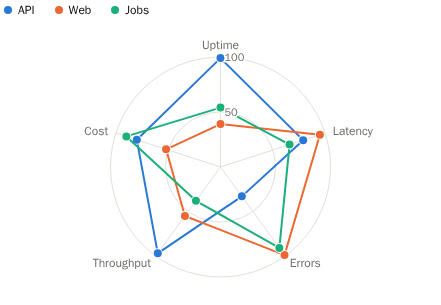 API Web Jobs
Uptime
100
50
Latency
Cost
Throughput
Errors